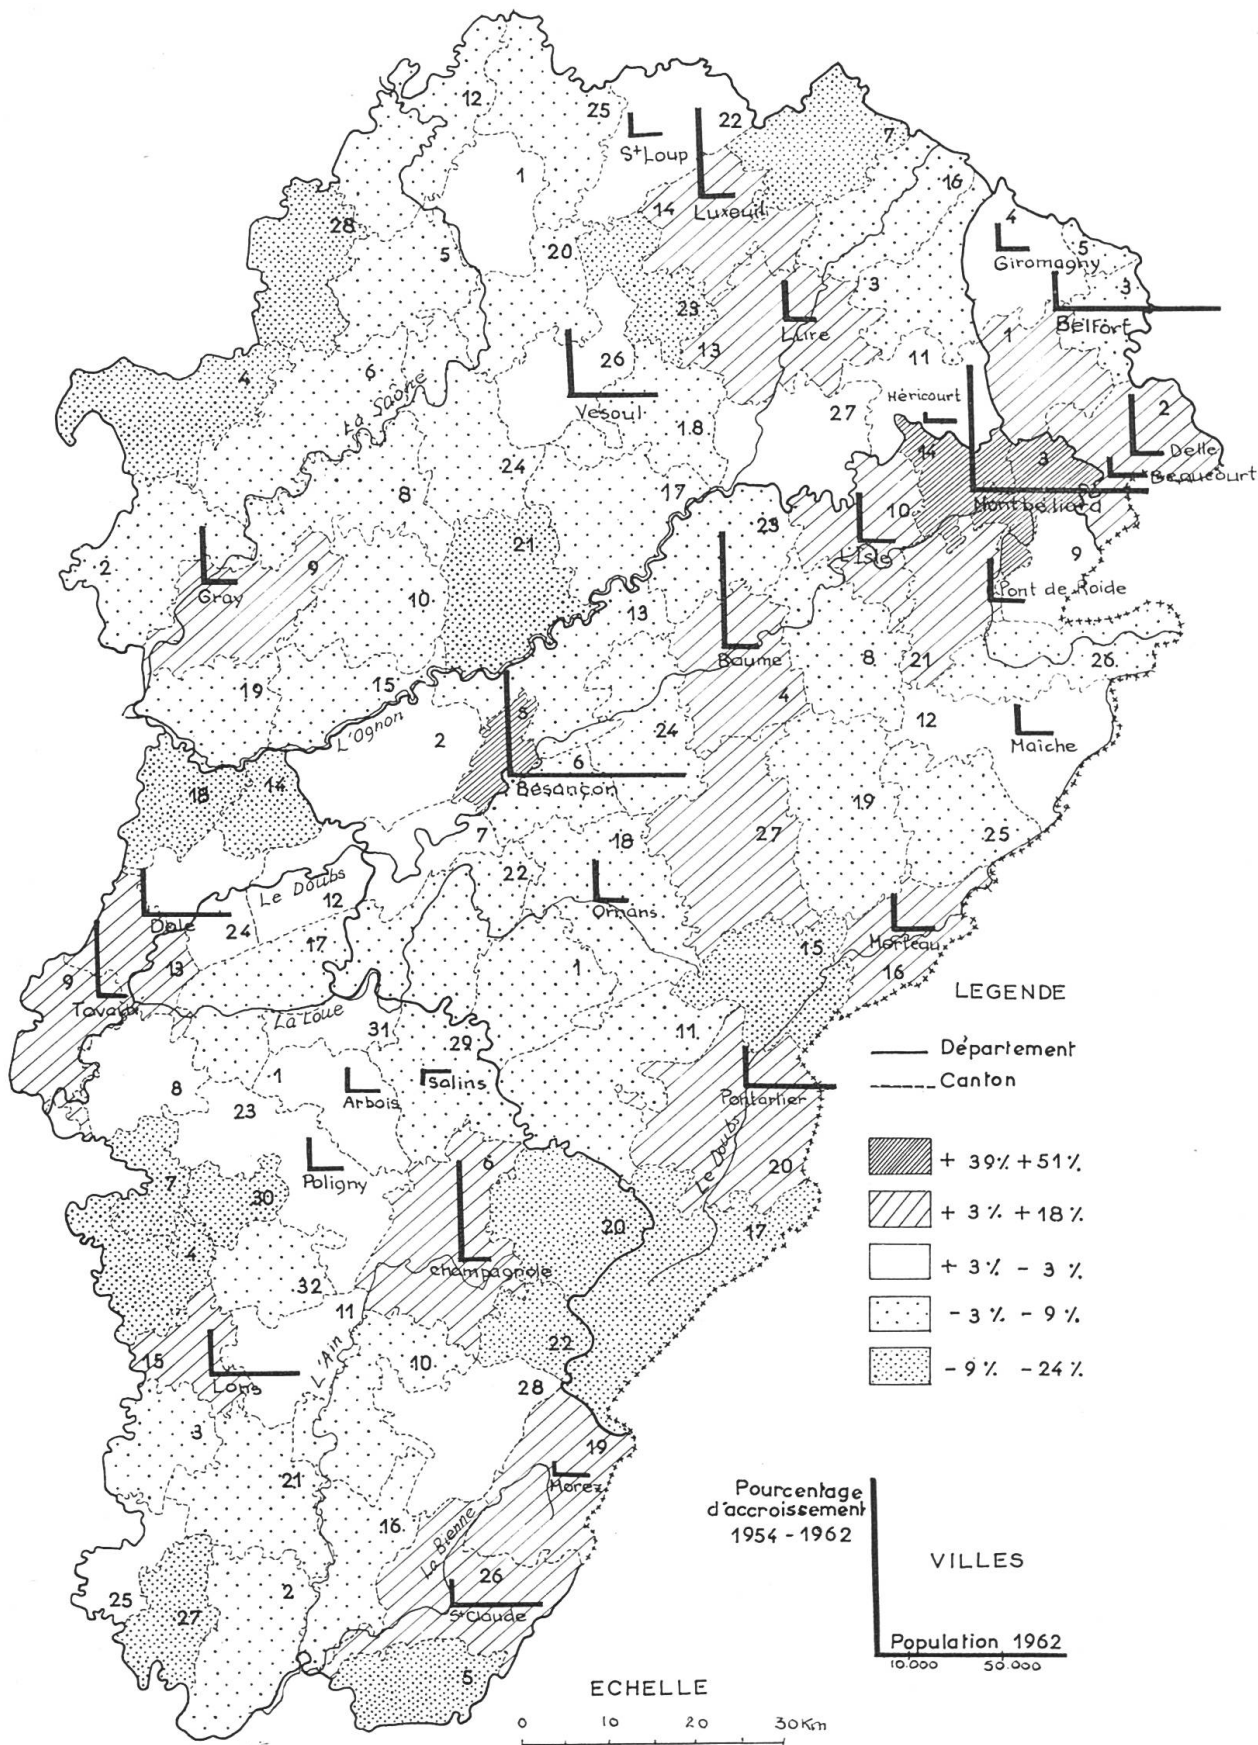 12
25
1
St Loup
22
7
Luxeuil
14
16
28
5
20
4
Giromagny
5
3
Belfort
23
3
Lure
13
1
11
26
4
6
La Saône
Vesoul
18
27
Héricourt
2
Delle
Beaucourt
14
3
Montbéliard
24
17
8
21
23
10
L'Isle
9
Pont de Roide
2
Gray
9
10
13
Baume
8
21
26
19
15
L'Ognon
4
12
Maîche
2
5
24
6
Besançon
18
14
19
25
27
7
18
22
Ornans
Le Doubs
12
Dole
24
17
15
Morteau
16
9
13
Tavaux
La Loue
1
31
29
11
8
1
Arbois
Salins
23
Pontarlier
Poligny
6
Le Doubs
20
7
30
20
17
4
Champagnole
32
11
22
15
Lons
L'Ain
10
28
3
19
21
Morez
16
La Bienne
26
St Claude
25
2
27
5
LEGENDE
Département
Canton
+ 39% + 51%
+ 3% + 18%
+ 3% - 3%
- 3% - 9%
- 9% - 24%
Pourcentage
d'accroissement
1954 - 1962
VILLES
Population 1962
10.000 50.000
ECHELLE
0 10 20 30 Km